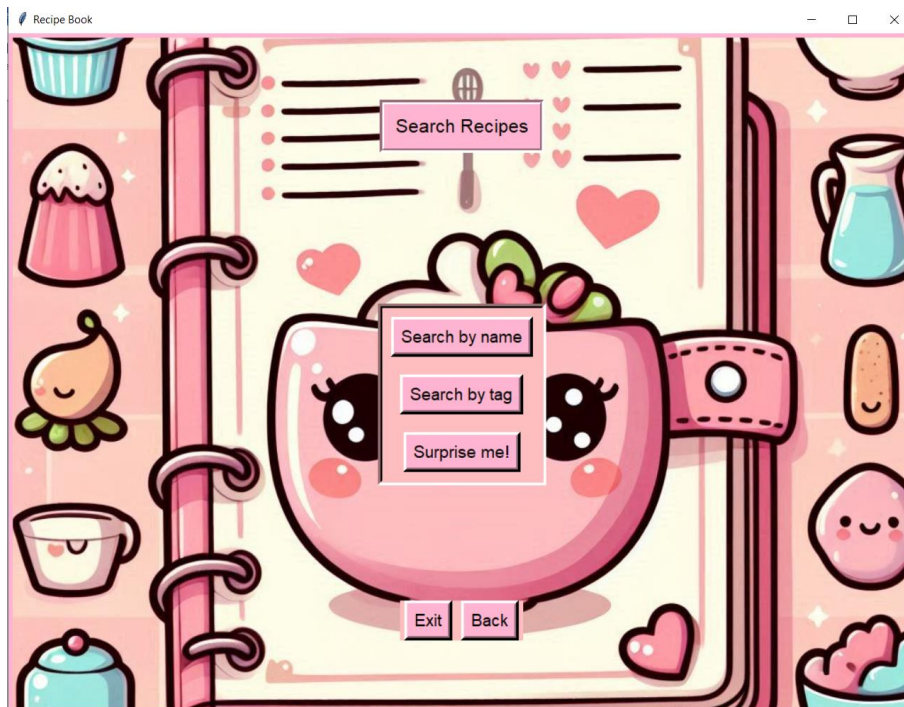 Recipe Book
Search Recipes
Search by name
Search by tag
Surprise me!
Exit Back